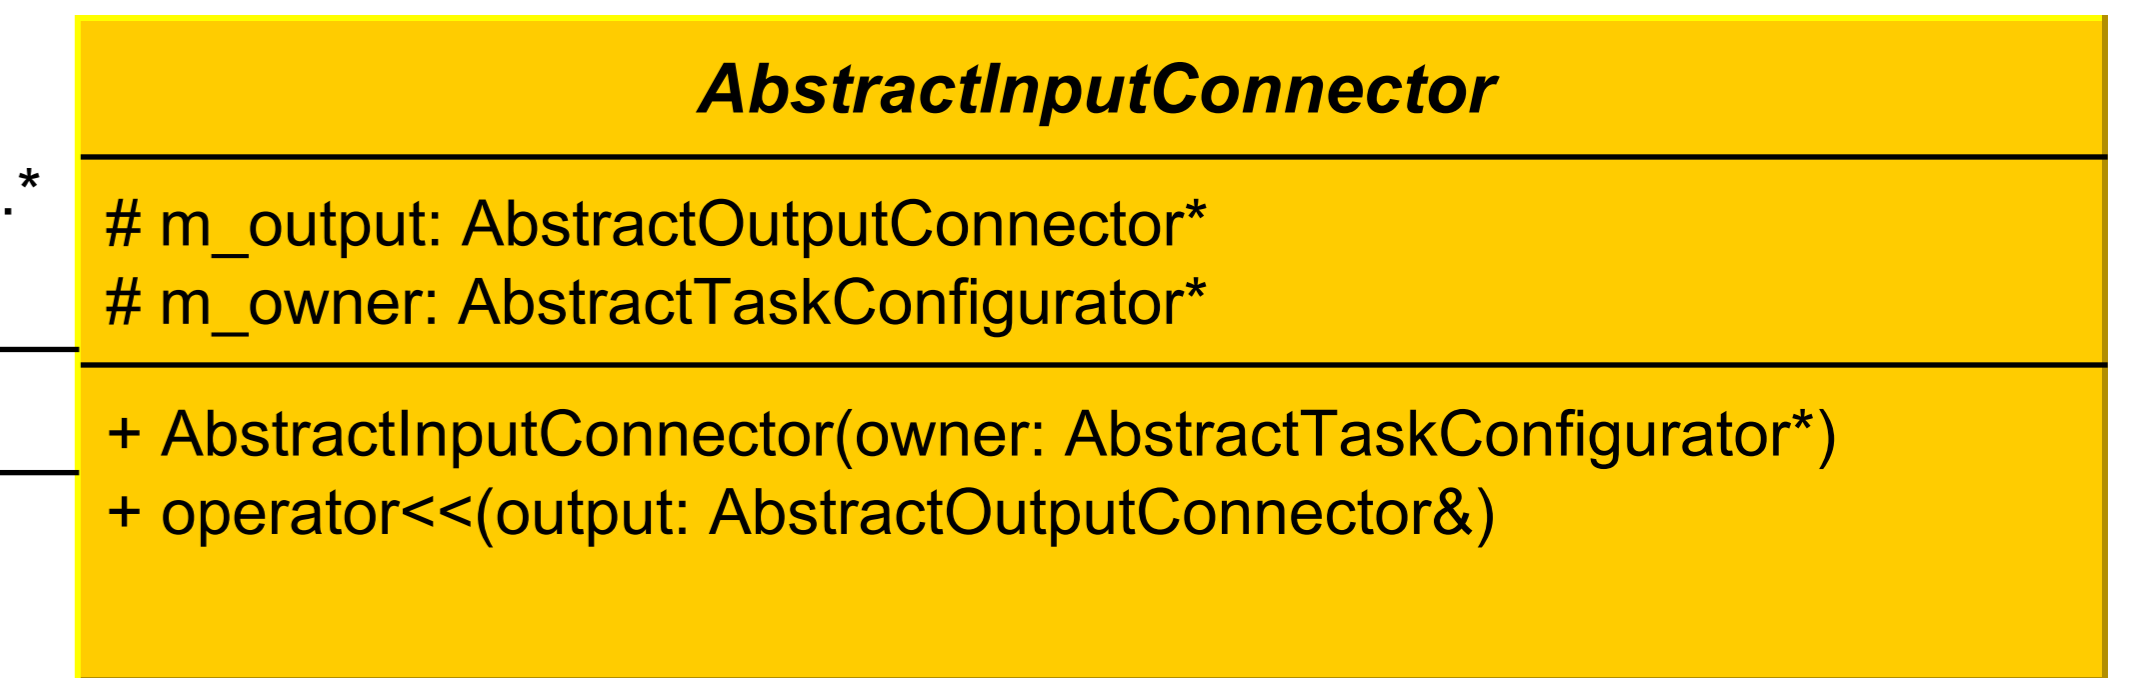 AbstractInputConnector
.*
# m_output: AbstractOutputConnector*
# m_owner: AbstractTaskConfigurator*
+ AbstractInputConnector(owner: AbstractTaskConfigurator*)
+ operator<<(output: AbstractOutputConnector&)